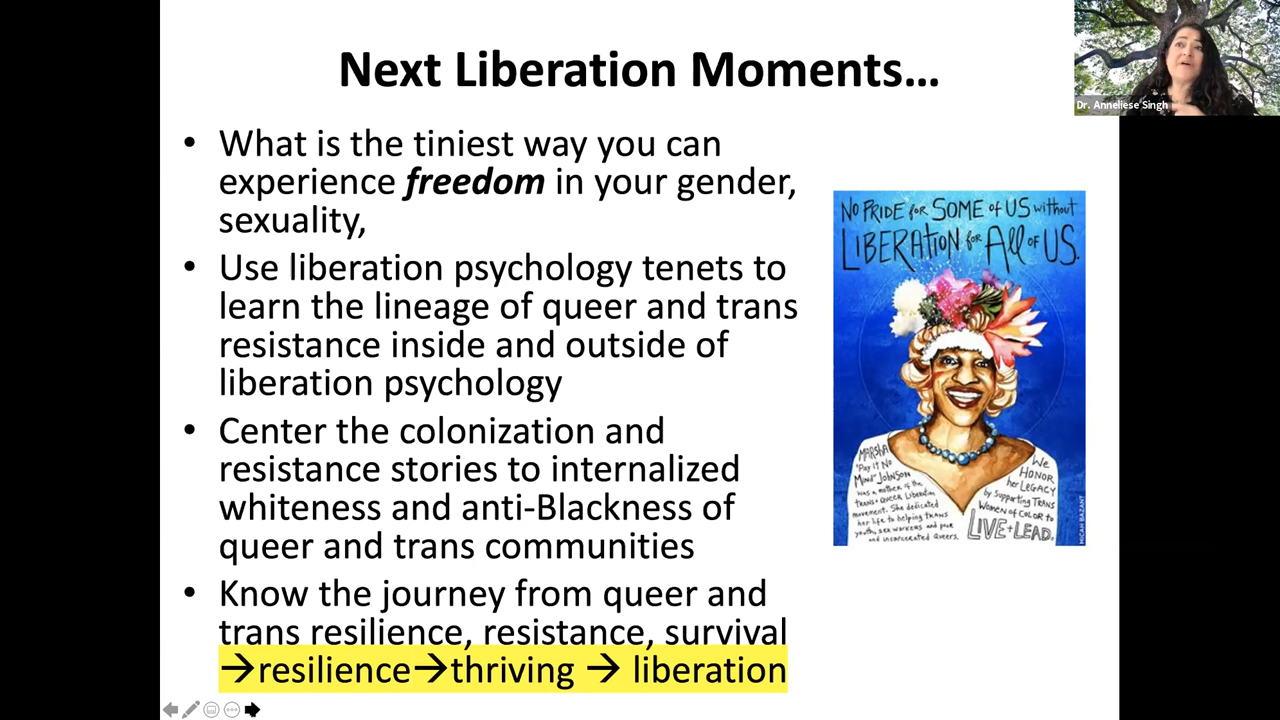 Next Liberation Moments…
• What is the tiniest way you can
experience freedom in your gender,
sexuality,
• Use liberation psychology tenets to
learn the lineage of queer and trans
resistance inside and outside of
liberation psychology
• Center the colonization and
resistance stories to internalized
whiteness and anti-Blackness of
queer and trans communities
• Know the journey from queer and
trans resilience, resistance, survival
→resilience→thriving → liberation
Dr. Anneliese Singh
NO PRIDE for SOME of US without
LIBERATION for All of US.
MARSHA
"Pay It No
Mind" JOHNSON
was a mother of the
TRANS + QUEER Liberation
movement. She dedicated
her life to helping trans
youth, sex workers and poor
and incarcerated queers.
We
HONOR
her LEGACY
by Supporting TRANS
WOMEN of COLOR to
LIVE + LEAD.
MICAH BAZANT